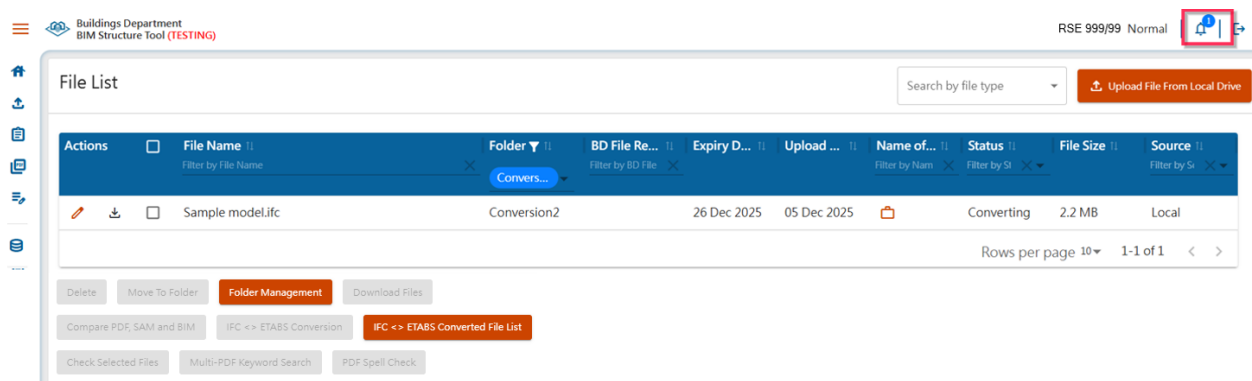 Buildings Department
BIM Structure Tool (TESTING)
RSE 999/99 Normal
1
File List
Search by file type
Upload File From Local Drive
Actions File Name Folder BD File Re... Expiry D... Upload ... Name of... Status File Size Source
Filter by File Name Convers... Filter by BD File Filter by Nam Filter by St Filter by So
Sample model.ifc Conversion2 26 Dec 2025 05 Dec 2025 Converting 2.2 MB Local
Rows per page 10 1-1 of 1
Delete Move To Folder Folder Management Download Files
Compare PDF, SAM and BIM IFC <> ETABS Conversion IFC <> ETABS Converted File List
Check Selected Files Multi-PDF Keyword Search PDF Spell Check